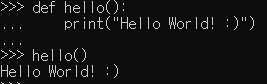 >>> def hello():
...     print("Hello World! :)")
...
>>> hello()
Hello World! :)
>>>